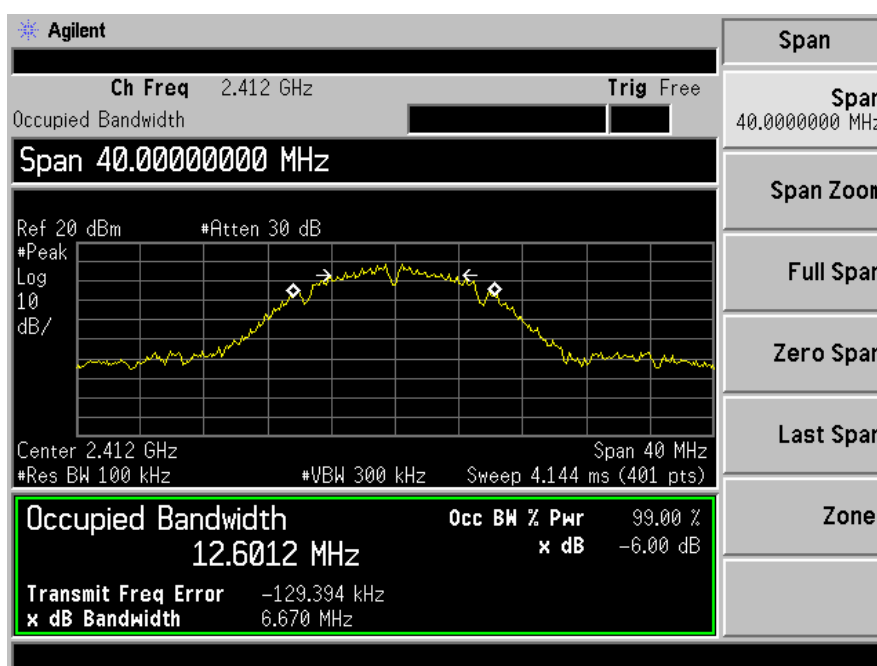 Agilent
Span
Ch Freq 2.412 GHz Trig Free
Occupied Bandwidth
Span 40.00000000 MHz
Span
40.0000000 MHz
Span Zoom
Full Span
Zero Span
Last Span
Zone
Ref 20 dBm #Atten 30 dB
#Peak
Log
10
dB/
Center 2.412 GHz Span 40 MHz
#Res BW 100 kHz #VBW 300 kHz Sweep 4.144 ms (401 pts)
Occupied Bandwidth
12.6012 MHz
Occ BW % Pwr 99.00 %
x dB -6.00 dB
Transmit Freq Error -129.394 kHz
x dB Bandwidth 6.670 MHz